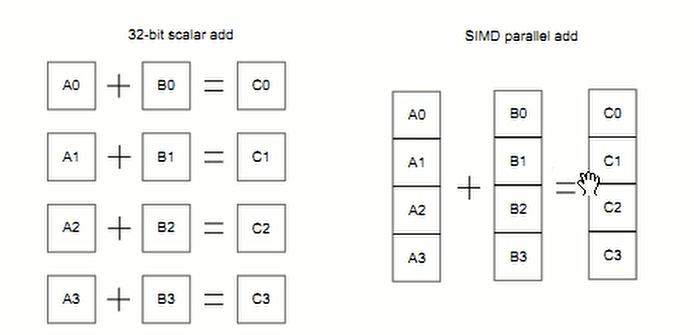 32-bit scalar add
A0 + B0 = C0
A1 + B1 = C1
A2 + B2 = C2
A3 + B3 = C3
SIMD parallel add
A0 B0 C0
A1 B1 C1
+ =
A2 B2 C2
A3 B3 C3